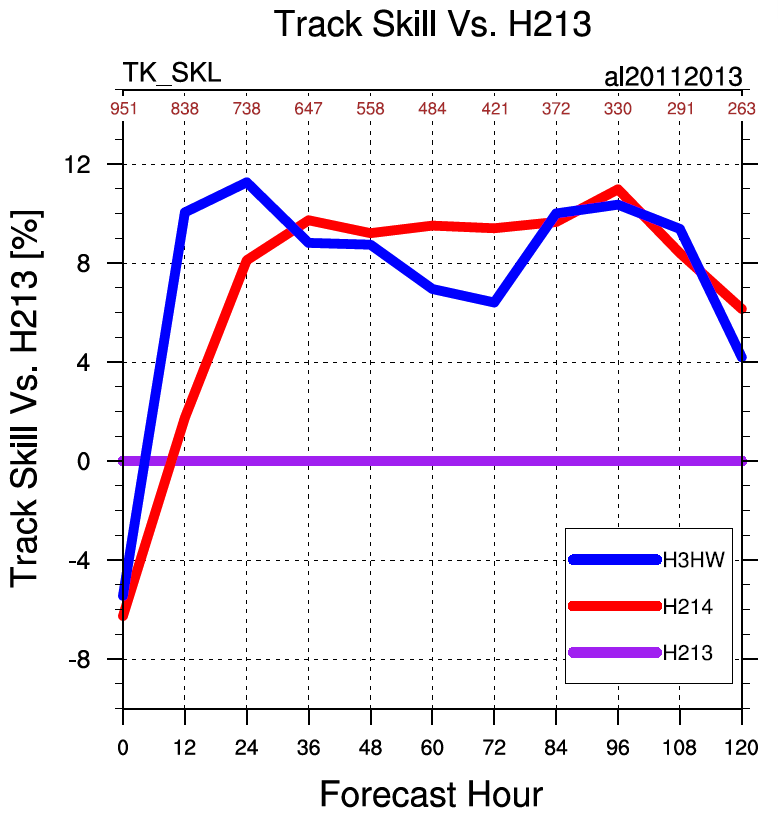 Track Skill Vs. H213
TK_SKL al20112013
951 838 738 647 558 484 421 372 330 291 263
12
8
4
0
-4
-8
Track Skill Vs. H213 [%]
H3HW
H214
H213
0 12 24 36 48 60 72 84 96 108 120
Forecast Hour